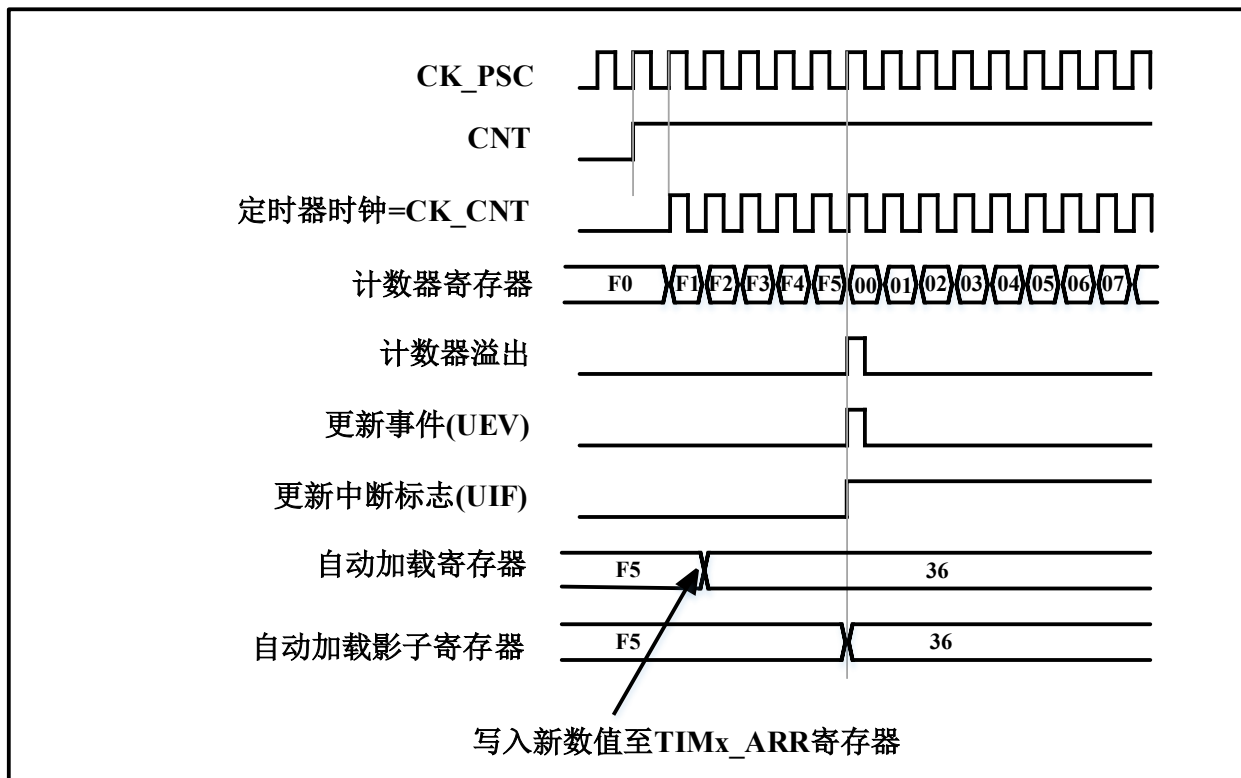 CK_PSC
CNT
定时器时钟=CK_CNT
计数器寄存器 F0 F1 F2 F3 F4 F5 00 01 02 03 04 05 06 07
计数器溢出
更新事件(UEV)
更新中断标志(UIF)
自动加载寄存器 F5 36
自动加载影子寄存器 F5 36
写入新数值至TIMx_ARR寄存器